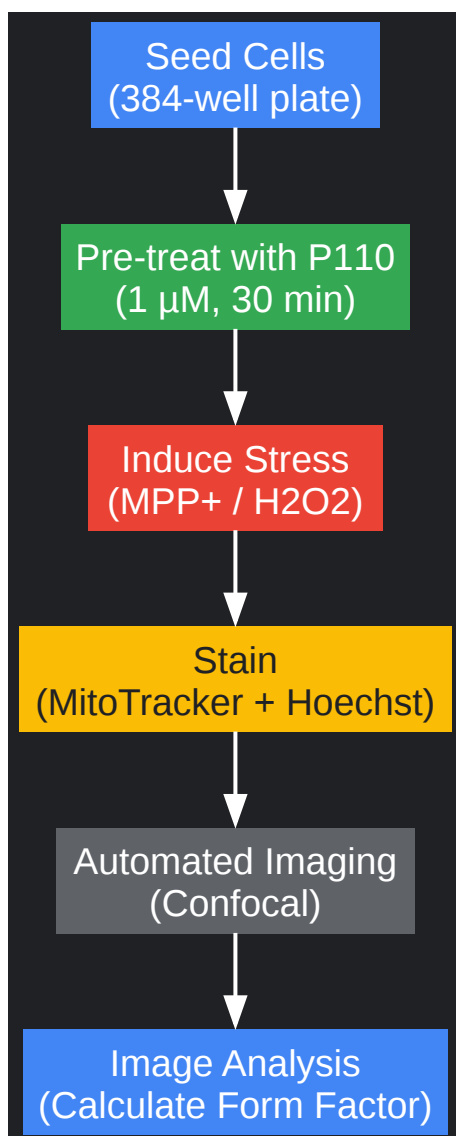 Seed Cells
(384-well plate)
Pre-treat with P110
(1 µM, 30 min)
Induce Stress
(MPP+ / H2O2)
Stain
(MitoTracker + Hoechst)
Automated Imaging
(Confocal)
Image Analysis
(Calculate Form Factor)